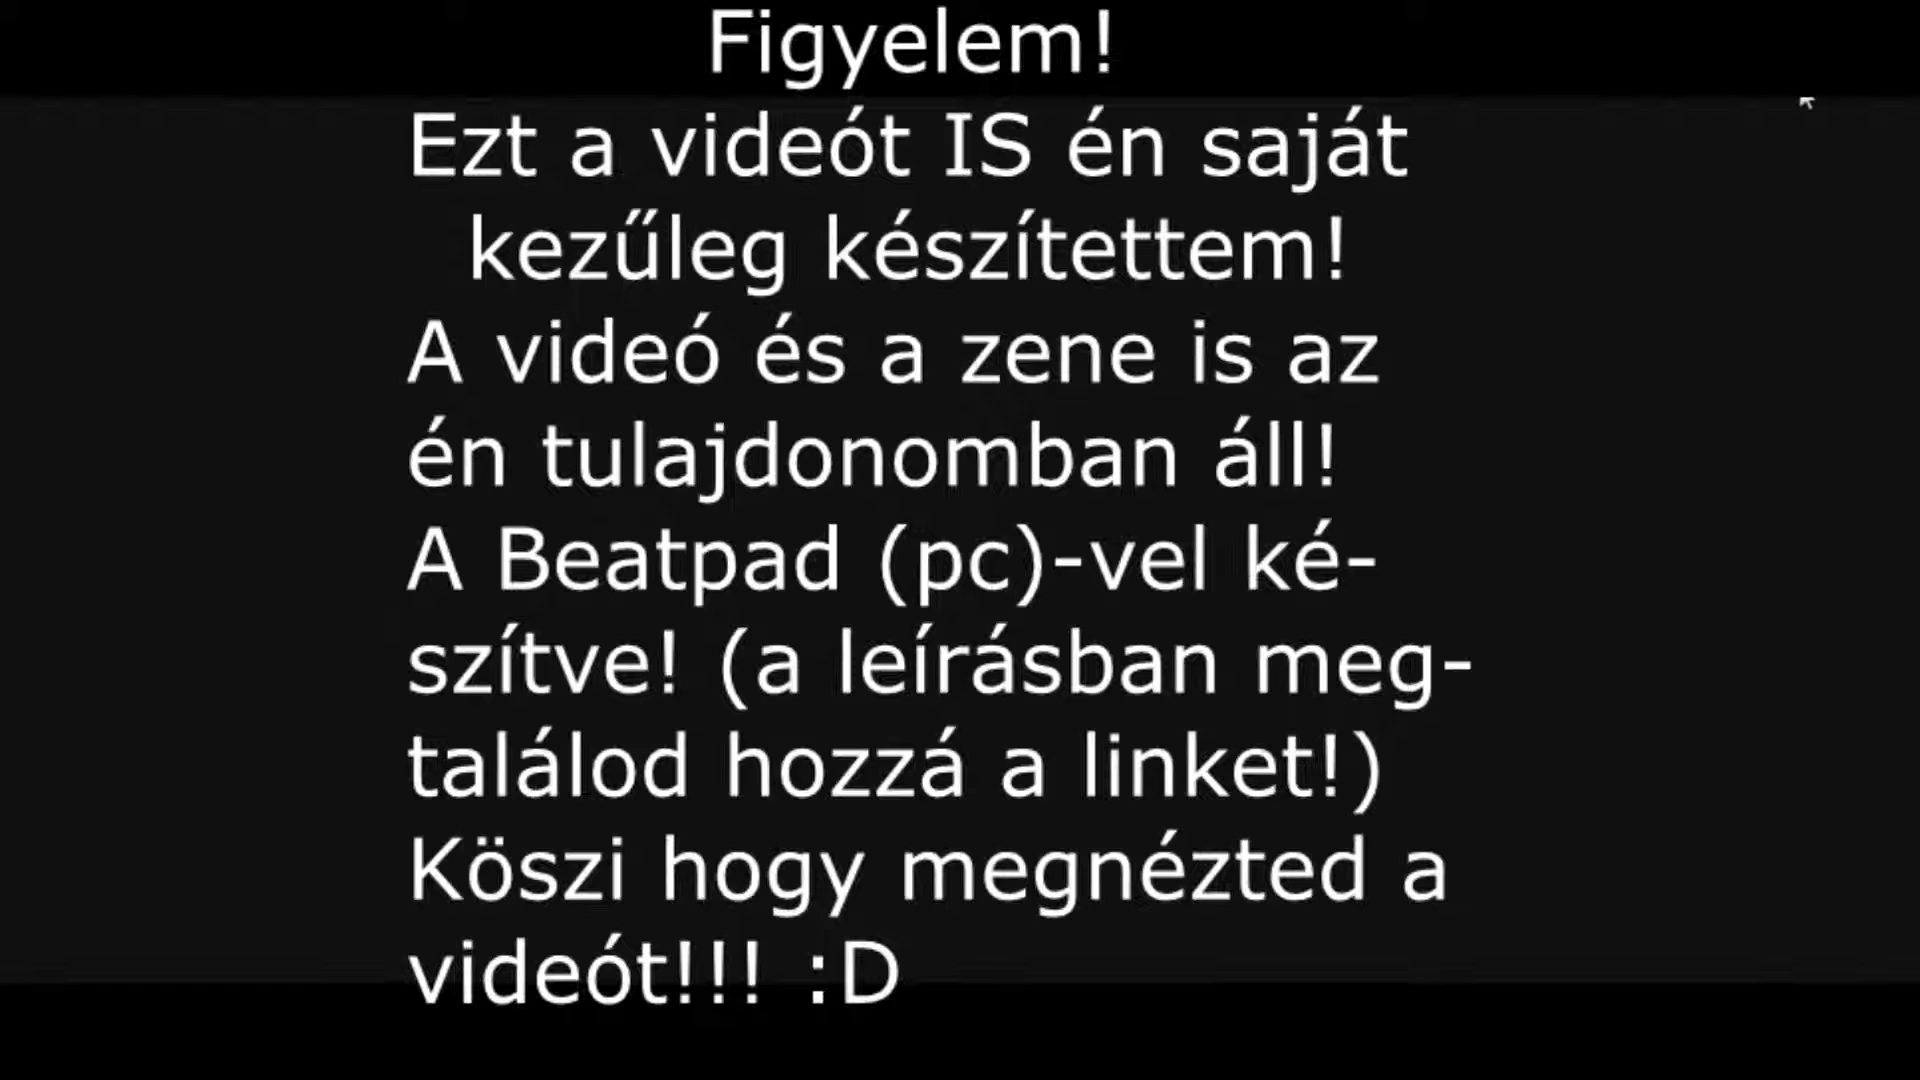 Figyelem!
Ezt a videót IS én saját
kezűleg készítettem!
A videó és a zene is az
én tulajdonomban áll!
A Beatpad (pc)-vel ké-
szítve! (a leírásban meg-
találod hozzá a linket!)
Köszi hogy megnézted a
videót!!! :D